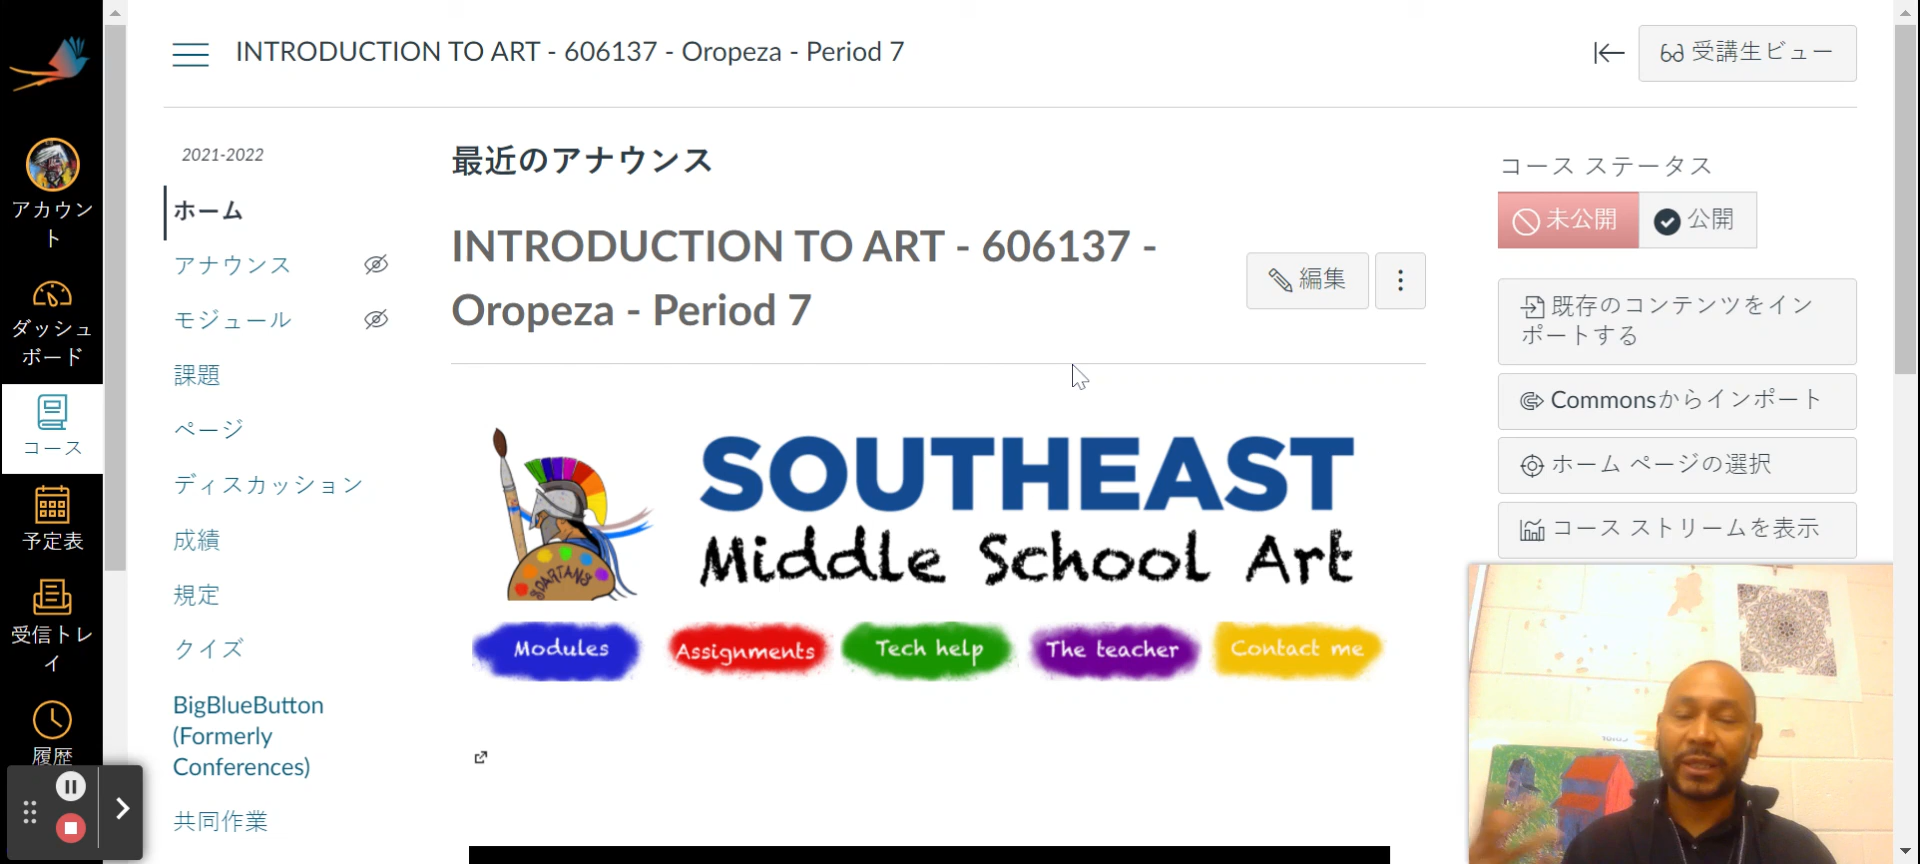 INTRODUCTION TO ART - 606137 - Oropeza - Period 7
受講生ビュー
アカウン
ト
ダッシュ
ボード
コース
予定表
受信トレ
イ
履歴
2021-2022
ホーム
アナウンス
モジュール
課題
ページ
ディスカッション
成績
規定
クイズ
BigBlueButton
(Formerly
Conferences)
共同作業
最近のアナウンス
INTRODUCTION TO ART - 606137 -
Oropeza - Period 7
編集
SOUTHEAST
Middle School Art
SPARTANS
Modules
Assignments
Tech help
The teacher
Contact me
コース ステータス
未公開
公開
既存のコンテンツをイン
ポートする
Commonsからインポート
ホーム ページの選択
コース ストリームを表示